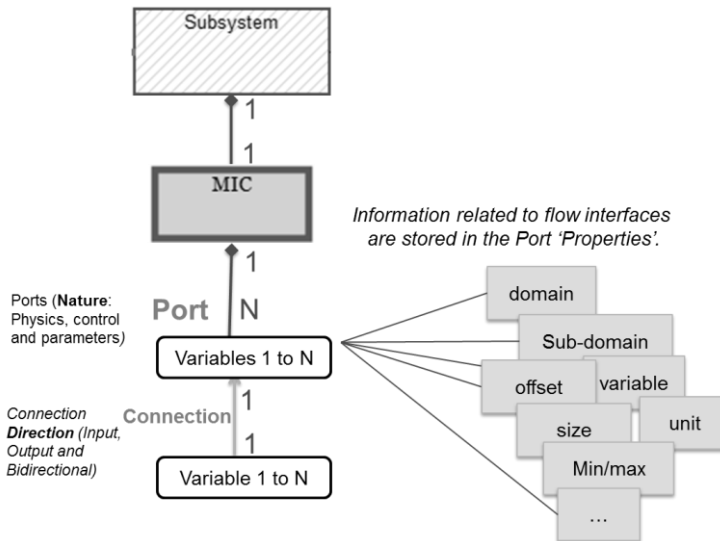 Subsystem
1
1
MIC
1
Information related to flow interfaces
are stored in the Port ‘Properties’.
Ports (Nature:
Physics, control
and parameters)
Port N
Variables 1 to N
domain
Sub-domain
offset
variable
size
unit
Min/max
...
Connection
Direction (Input,
Output and
Bidirectional)
Connection
1
1
Variable 1 to N